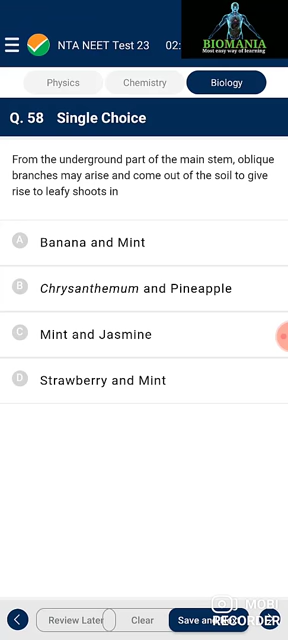 BIOMANIA
Most easy way of learning
NTA NEET Test 23 02:
Physics Chemistry Biology
Q. 58 Single Choice
From the underground part of the main stem, oblique
branches may arise and come out of the soil to give
rise to leafy shoots in
A Banana and Mint
B Chrysanthemum and Pineapple
C Mint and Jasmine
D Strawberry and Mint
MOBI
RECORDER
Review Later Clear Save an